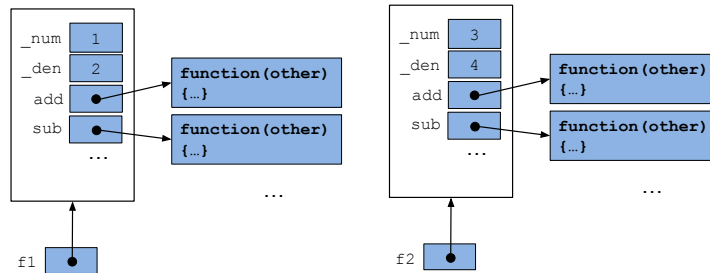 _num 1
_den 2
add
sub
…
function(other)
{…}
function(other)
{…}
…
f1
_num 3
_den 4
add
sub
…
function(other)
{…}
function(other)
{…}
…
f2